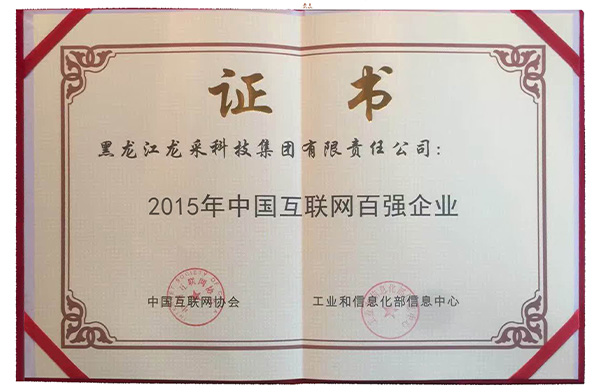 证书
黑龙江龙采科技集团有限责任公司：
2015年中国互联网百强企业
中国互联网协会
工业和信息化部信息中心